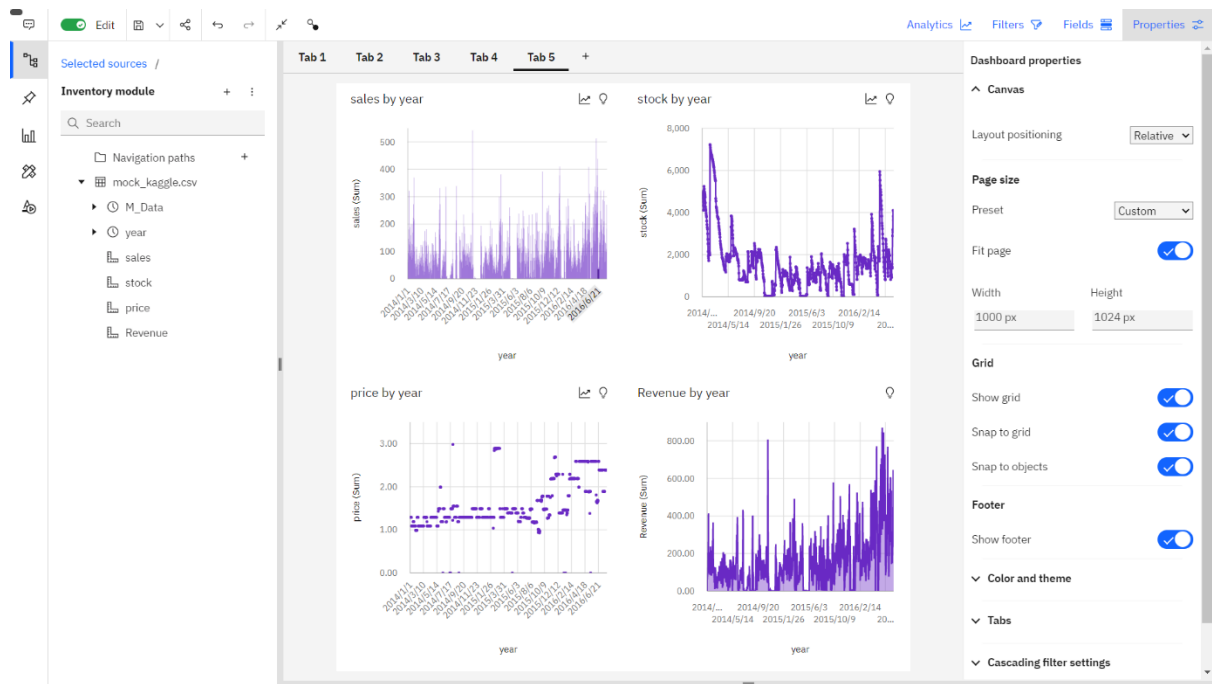 Edit
Analytics Filters Fields Properties
Selected sources /
Inventory module
Search
Navigation paths
mock_kaggle.csv
M_Data
year
sales
stock
price
Revenue
Tab 1 Tab 2 Tab 3 Tab 4 Tab 5 +
sales by year
sales (Sum)
500
400
300
200
100
0
2014/1/1 2014/3/10 2014/5/14 2014/7/17 2014/9/20 2014/11/23 2015/1/26 2015/3/31 2015/6/3 2015/8/6 2015/10/9 2015/12/12 2016/2/14 2016/4/18 2016/6/21
year
stock by year
stock (Sum)
8,000
6,000
4,000
2,000
0
2014/... 2014/9/20 2015/6/3 2016/2/14
2014/5/14 2015/1/26 2015/10/9 20...
year
price by year
price (Sum)
3.00
2.00
1.00
0.00
2014/1/1 2014/3/10 2014/5/14 2014/7/17 2014/9/20 2014/11/23 2015/1/26 2015/3/31 2015/6/3 2015/8/6 2015/10/9 2015/12/12 2016/2/14 2016/4/18 2016/6/21
year
Revenue by year
Revenue (Sum)
800.00
600.00
400.00
200.00
0.00
2014/... 2014/9/20 2015/6/3 2016/2/14
2014/5/14 2015/1/26 2015/10/9 20...
year
Dashboard properties
Canvas
Layout positioning Relative
Page size
Preset Custom
Fit page
Width Height
1000 px 1024 px
Grid
Show grid
Snap to grid
Snap to objects
Footer
Show footer
Color and theme
Tabs
Cascading filter settings